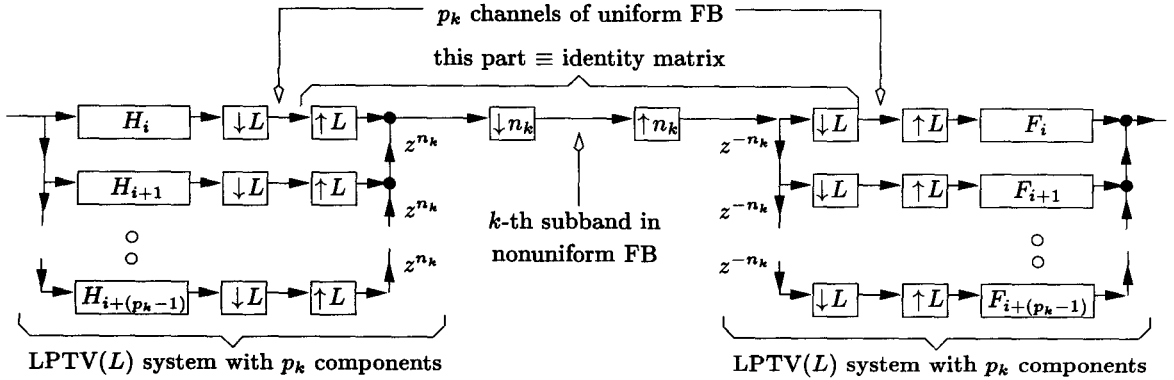 p_k channels of uniform FB
this part ≡ identity matrix
H_i ↓L ↑L ↓n_k ↑n_k ↓L ↑L F_i
z^{n_k} z^{-n_k}
H_{i+1} ↓L ↑L ↓L ↑L F_{i+1}
z^{n_k} z^{-n_k}
k-th subband in
nonuniform FB
z^{n_k} z^{-n_k}
H_{i+(p_k-1)} ↓L ↑L ↓L ↑L F_{i+(p_k-1)}
LPTV(L) system with p_k components LPTV(L) system with p_k components